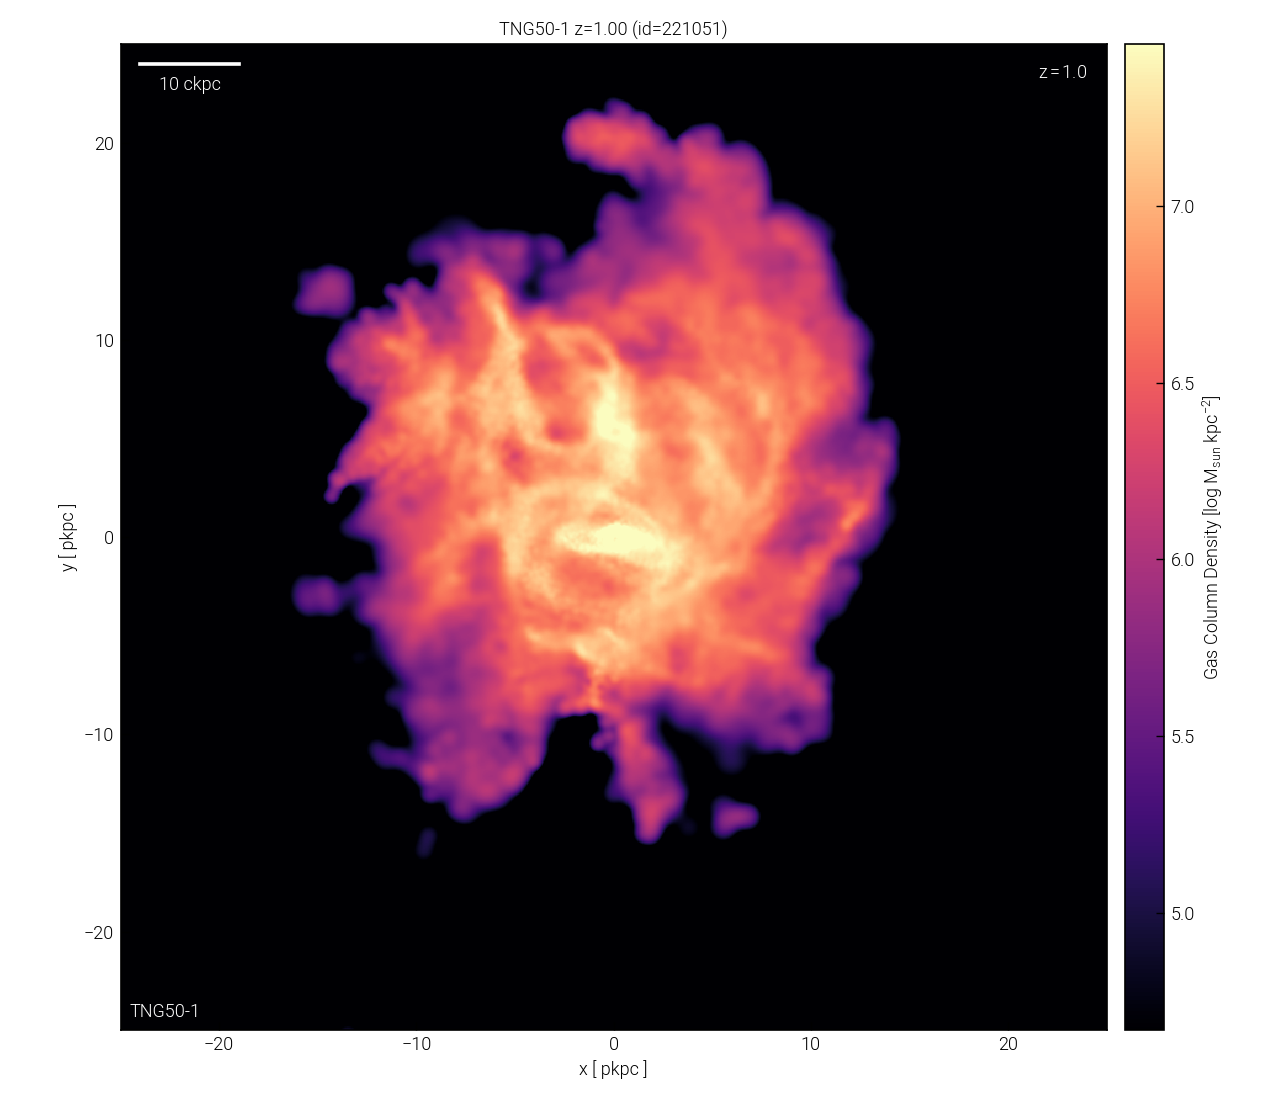 TNG50-1 z=1.00 (id=221051)
10 ckpc
z=1.0
20
10
0
−10
−20
y [ pkpc ]
TNG50-1
−20
−10
0
10
20
x [ pkpc ]
7.0
6.5
6.0
5.5
5.0
Gas Column Density [log Msun kpc−2]